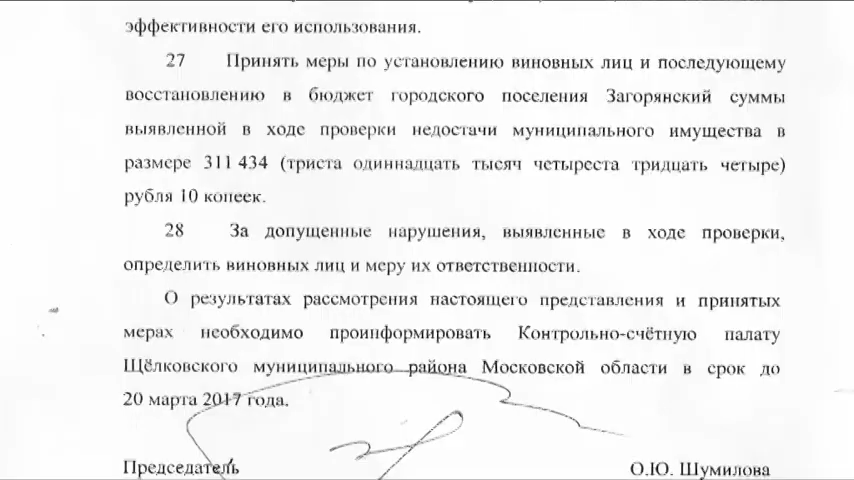 эффективности его использования.
27 Принять меры по установлению виновных лиц и последующему
восстановлению в бюджет городского поселения Загорянский суммы
выявленной в ходе проверки недостачи муниципального имущества в
размере 311 434 (триста одиннадцать тысяч четыреста тридцать четыре)
рубля 10 копеек.
28 За допущенные нарушения, выявленные в ходе проверки,
определить виновных лиц и меру их ответственности.
О результатах рассмотрения настоящего представления и принятых
мерах необходимо проинформировать Контрольно-счётную палату
Щёлковского муниципального района Московской области в срок до
20 марта 2017 года.
Председатель О.Ю. Шумилова